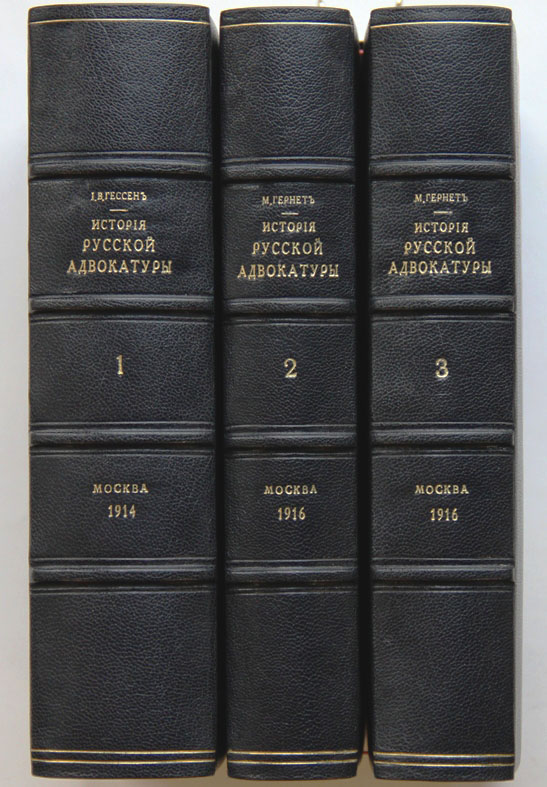 І.В.ГЕССЕНЪ
ИСТОРІЯ
РУССКОЙ
АДВОКАТУРЫ
1
МОСКВА
1914
М.ГЕРНЕТЪ
ИСТОРІЯ
РУССКОЙ
АДВОКАТУРЫ
2
МОСКВА
1916
М.ГЕРНЕТЪ
ИСТОРІЯ
РУССКОЙ
АДВОКАТУРЫ
3
МОСКВА
1916